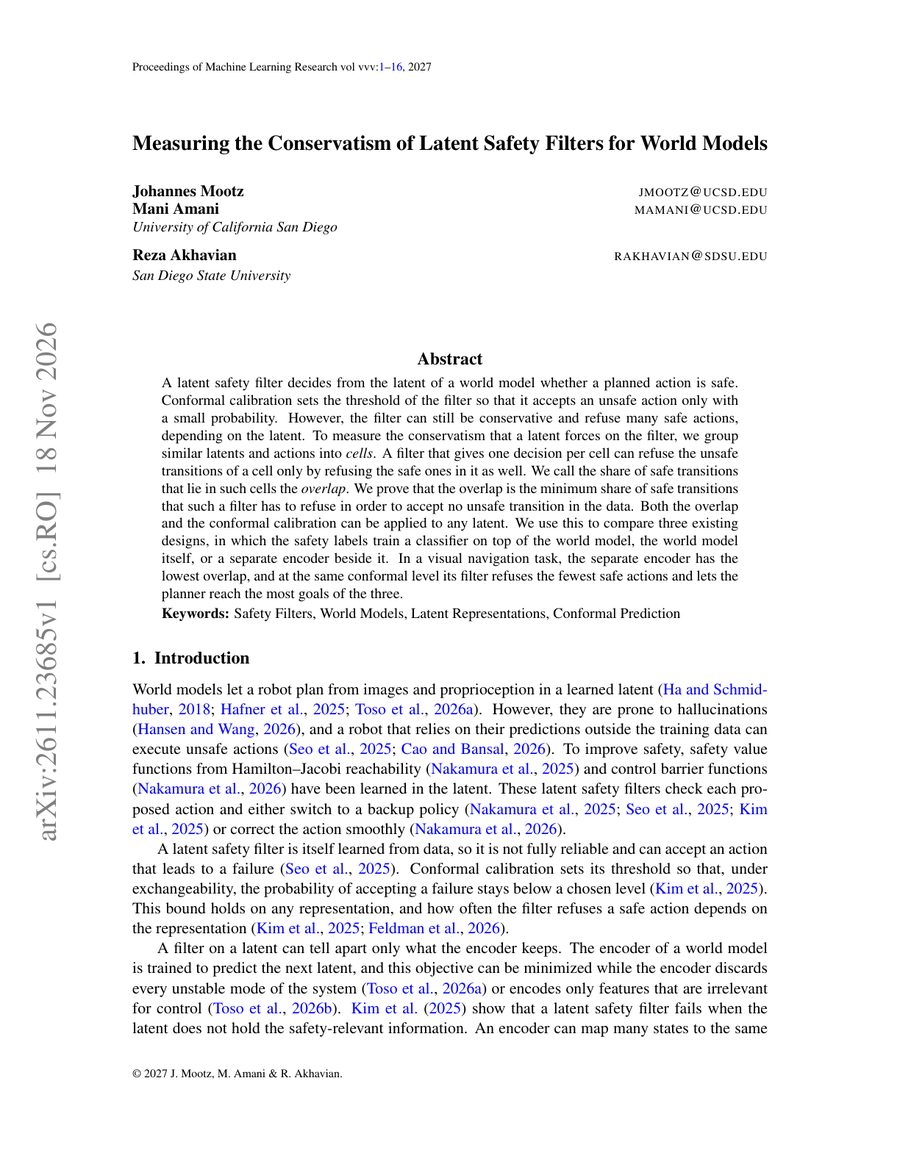 Proceedings of Machine Learning Research vol vvv:1–16, 2027
Measuring the Conservatism of Latent Safety Filters for World Models
Johannes Mootz JMOOTZ@UCSD.EDU
Mani Amani MAMANI@UCSD.EDU
University of California San Diego
Reza Akhavian RAKHAVIAN@SDSU.EDU
San Diego State University
arXiv:2611.23685v1 [cs.RO] 18 Nov 2026
Abstract
A latent safety filter decides from the latent of a world model whether a planned action is safe.
Conformal calibration sets the threshold of the filter so that it accepts an unsafe action only with
a small probability. However, the filter can still be conservative and refuse many safe actions,
depending on the latent. To measure the conservatism that a latent forces on the filter, we group
similar latents and actions into cells. A filter that gives one decision per cell can refuse the unsafe
transitions of a cell only by refusing the safe ones in it as well. We call the share of safe transitions
that lie in such cells the overlap. We prove that the overlap is the minimum share of safe transitions
that such a filter has to refuse in order to accept no unsafe transition in the data. Both the overlap
and the conformal calibration can be applied to any latent. We use this to compare three existing
designs, in which the safety labels train a classifier on top of the world model, the world model
itself, or a separate encoder beside it. In a visual navigation task, the separate encoder has the
lowest overlap, and at the same conformal level its filter refuses the fewest safe actions and lets the
planner reach the most goals of the three.
Keywords: Safety Filters, World Models, Latent Representations, Conformal Prediction
1. Introduction
World models let a robot plan from images and proprioception in a learned latent (Ha and Schmid-
huber, 2018; Hafner et al., 2025; Toso et al., 2026a). However, they are prone to hallucinations
(Hansen and Wang, 2026), and a robot that relies on their predictions outside the training data can
execute unsafe actions (Seo et al., 2025; Cao and Bansal, 2026). To improve safety, safety value
functions from Hamilton–Jacobi reachability (Nakamura et al., 2025) and control barrier functions
(Nakamura et al., 2026) have been learned in the latent. These latent safety filters check each pro-
posed action and either switch to a backup policy (Nakamura et al., 2025; Seo et al., 2025; Kim
et al., 2025) or correct the action smoothly (Nakamura et al., 2026).
A latent safety filter is itself learned from data, so it is not fully reliable and can accept an action
that leads to a failure (Seo et al., 2025). Conformal calibration sets its threshold so that, under
exchangeability, the probability of accepting a failure stays below a chosen level (Kim et al., 2025).
This bound holds on any representation, and how often the filter refuses a safe action depends on
the representation (Kim et al., 2025; Feldman et al., 2026).
A filter on a latent can tell apart only what the encoder keeps. The encoder of a world model
is trained to predict the next latent, and this objective can be minimized while the encoder discards
every unstable mode of the system (Toso et al., 2026a) or encodes only features that are irrelevant
for control (Toso et al., 2026b). Kim et al. (2025) show that a latent safety filter fails when the
latent does not hold the safety-relevant information. An encoder can map many states to the same
© 2027 J. Mootz, M. Amani & R. Akhavian.